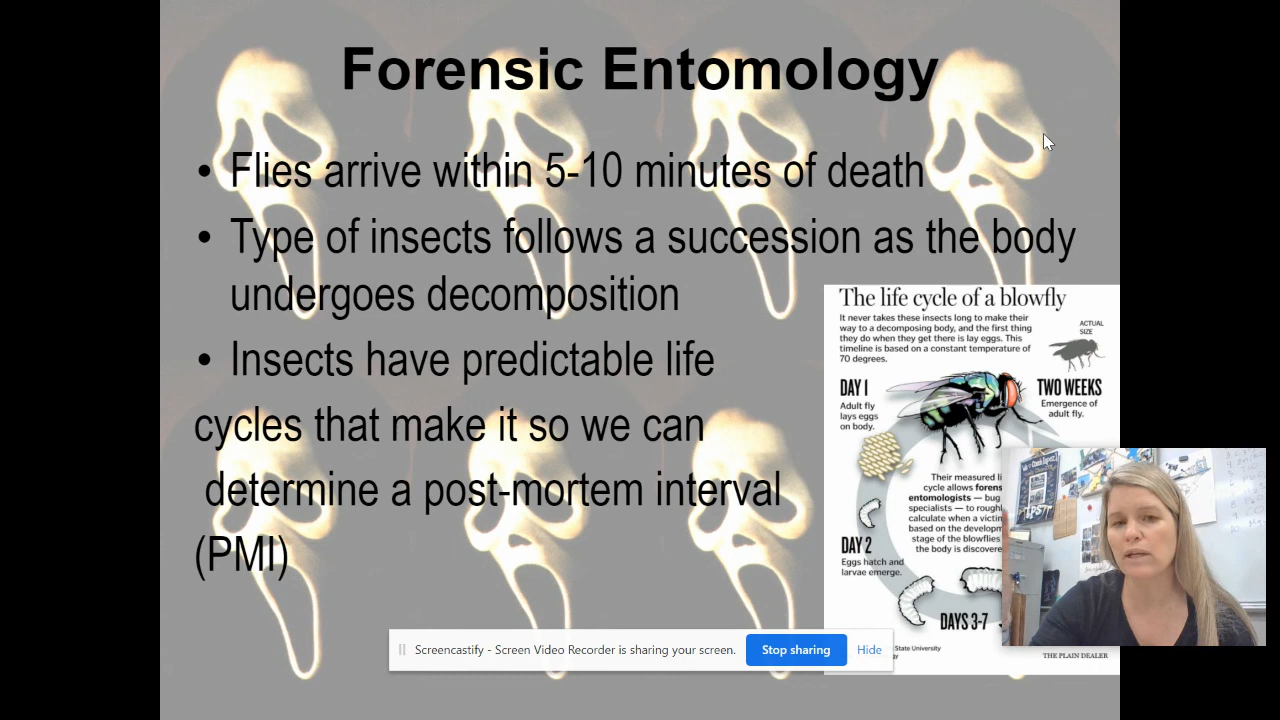 Forensic Entomology
• Flies arrive within 5-10 minutes of death
• Type of insects follows a succession as the body
undergoes decomposition
• Insects have predictable life
cycles that make it so we can
determine a post-mortem interval
(PMI)
The life cycle of a blowfly
It never takes these insects long to make their
way to a decomposing body, and the first thing
they do when they get there is lay eggs. This
timeline is based on a constant temperature of
70 degrees.
ACTUAL
SIZE
DAY 1
Adult fly
lays eggs
on body.
TWO WEEKS
Emergence of
adult fly.
Their measured li
cycle allows forens
entomologists — bug
specialists — to roughl
calculate when a victin
based on the developm
stage of the blowflies
the body is discovere
DAY 2
Eggs hatch and
larvae emerge.
DAYS 3-7
State University
THE PLAIN DEALER
Screencastify - Screen Video Recorder is sharing your screen.
Stop sharing
Hide